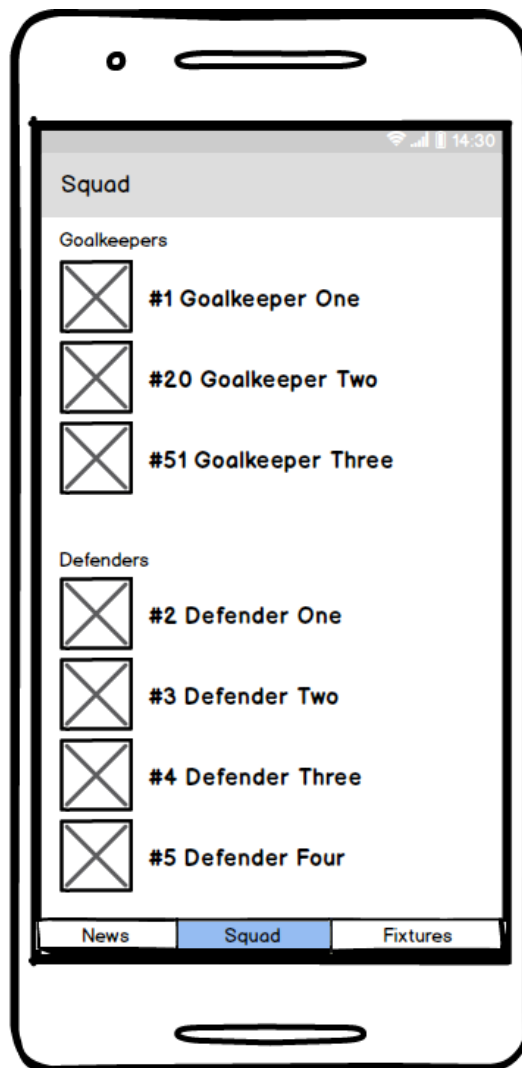 14:30
Squad
Goalkeepers
#1 Goalkeeper One
#20 Goalkeeper Two
#51 Goalkeeper Three
Defenders
#2 Defender One
#3 Defender Two
#4 Defender Three
#5 Defender Four
News Squad Fixtures